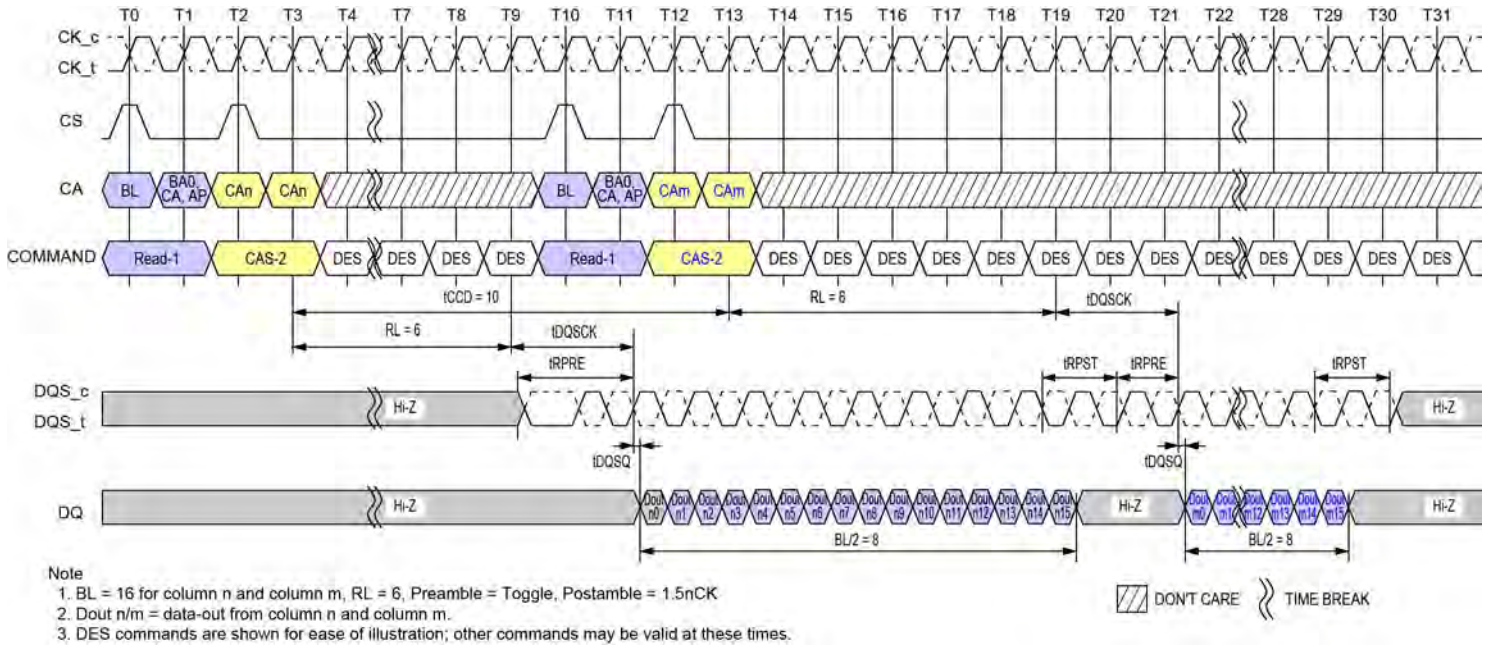 T0 T1 T2 T3 T4 T7 T8 T9 T10 T11 T12 T13 T14 T15 T16 T17 T18 T19 T20 T21 T22 T28 T29 T30 T31
CK_c
CK_t
CS
CA BL BA0, CA, AP CAn CAn BL BA0, CA, AP CAm CAm
COMMAND Read-1 CAS-2 DES DES DES DES Read-1 CAS-2 DES DES DES DES DES DES DES DES DES DES DES DES DES
tCCD = 10 RL = 6 tDQSCK
RL = 6 tDQSCK
tRPRE tRPST tRPRE tRPST
DQS_c
DQS_t Hi-Z Hi-Z
tDQSQ tDQSQ
DQ Hi-Z Dout n0 Dout n1 Dout n2 Dout n3 Dout n4 Dout n5 Dout n6 Dout n7 Dout n8 Dout n9 Dout n10 Dout n11 Dout n12 Dout n13 Dout n14 Dout n15 Hi-Z Dout m0 Dout m1 Dout m12 Dout m13 Dout m14 Dout m15 Hi-Z
BL/2 = 8 BL/2 = 8
Note
1. BL = 16 for column n and column m, RL = 6, Preamble = Toggle, Postamble = 1.5nCK
2. Dout n/m = data-out from column n and column m.
3. DES commands are shown for ease of illustration; other commands may be valid at these times.
DON'T CARE TIME BREAK